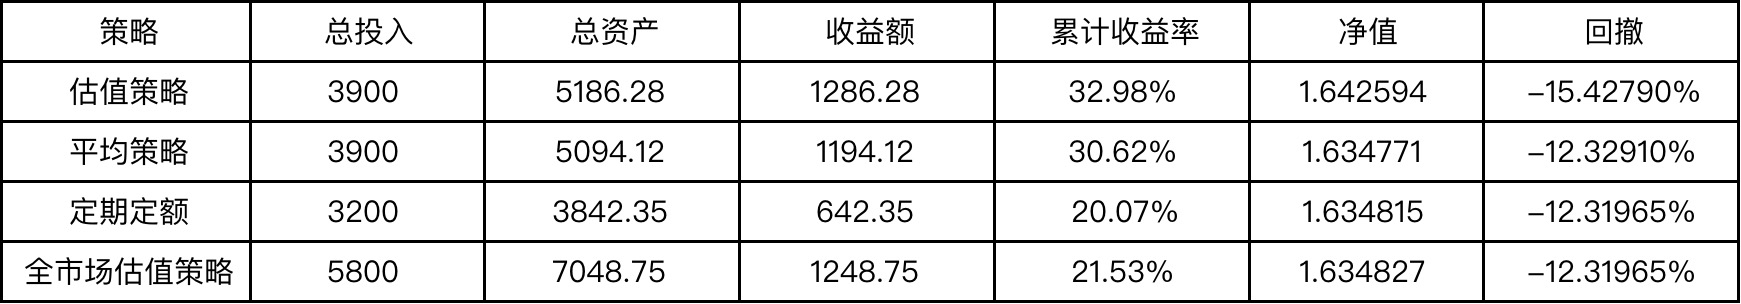 策略 总投入 总资产 收益额 累计收益率 净值 回撤
估值策略 3900 5186.28 1286.28 32.98% 1.642594 –15.42790%
平均策略 3900 5094.12 1194.12 30.62% 1.634771 –12.32910%
定期定额 3200 3842.35 642.35 20.07% 1.634815 –12.31965%
全市场估值策略 5800 7048.75 1248.75 21.53% 1.634827 –12.31965%